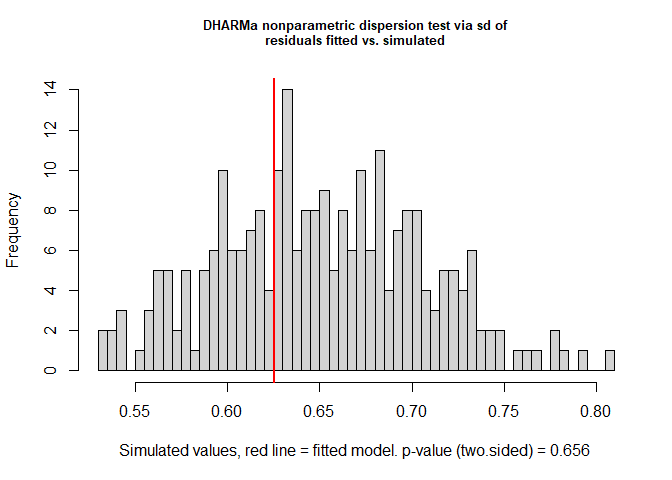 DHARMa nonparametric dispersion test via sd of
residuals fitted vs. simulated
Frequency
14
12
10
8
6
4
2
0
0.55 0.60 0.65 0.70 0.75 0.80
Simulated values, red line = fitted model. p-value (two.sided) = 0.656